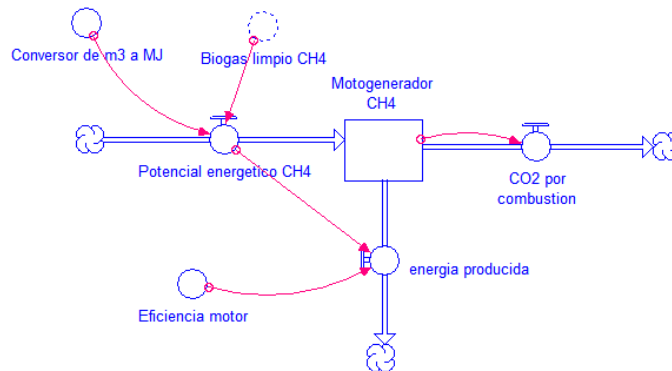 Conversor de m3 a MJ
Biogas limpio CH4
Motogenerador
CH4
Potencial energetico CH4
CO2 por
combustion
energia producida
Eficiencia motor